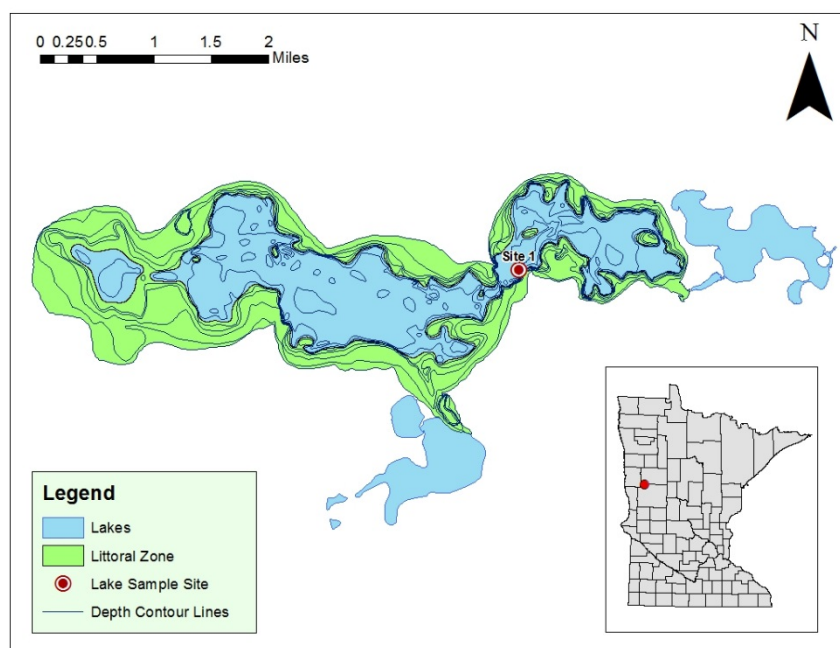 0 0.25 0.5 1 1.5 2
Miles
N
Site 1
Legend
Lakes
Littoral Zone
Lake Sample Site
Depth Contour Lines